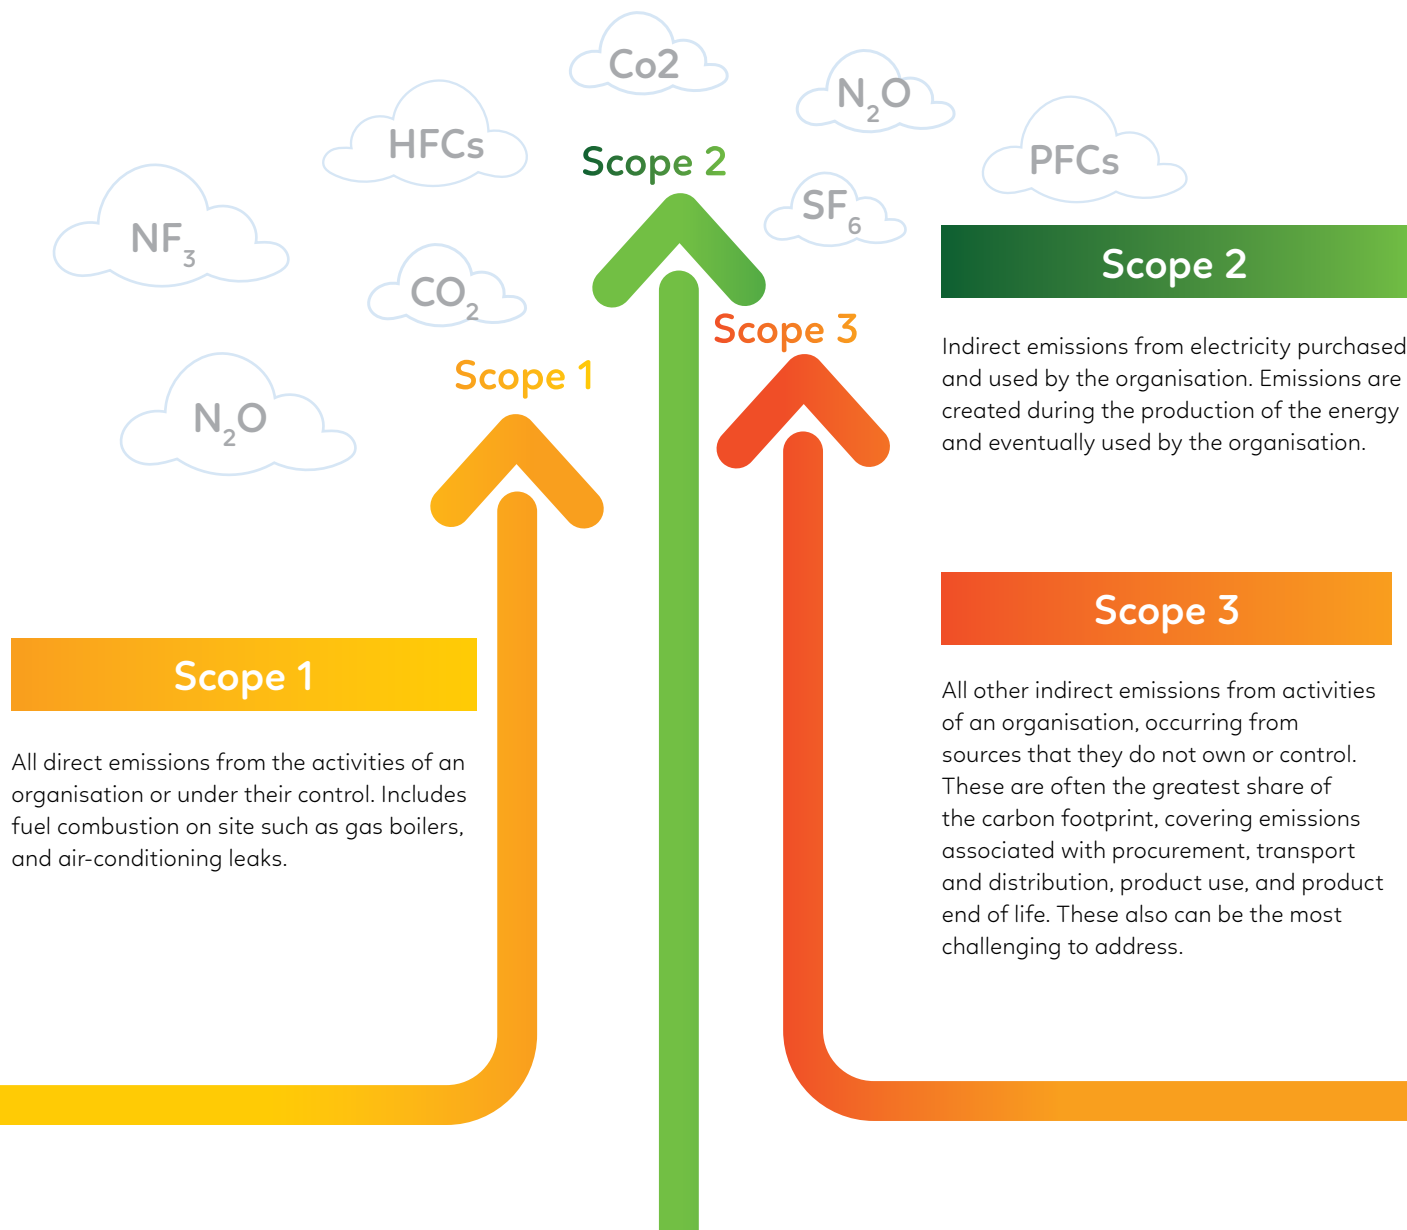 Co2
N₂O
HFCs
PFCs
Scope 2
SF₆
NF₃
CO₂
Scope 3
Scope 1
N₂O
Scope 2
Indirect emissions from electricity purchased
and used by the organisation. Emissions are
created during the production of the energy
and eventually used by the organisation.
Scope 3
All other indirect emissions from activities
of an organisation, occurring from
sources that they do not own or control.
These are often the greatest share of
the carbon footprint, covering emissions
associated with procurement, transport
and distribution, product use, and product
end of life. These also can be the most
challenging to address.
Scope 1
All direct emissions from the activities of an
organisation or under their control. Includes
fuel combustion on site such as gas boilers,
and air-conditioning leaks.